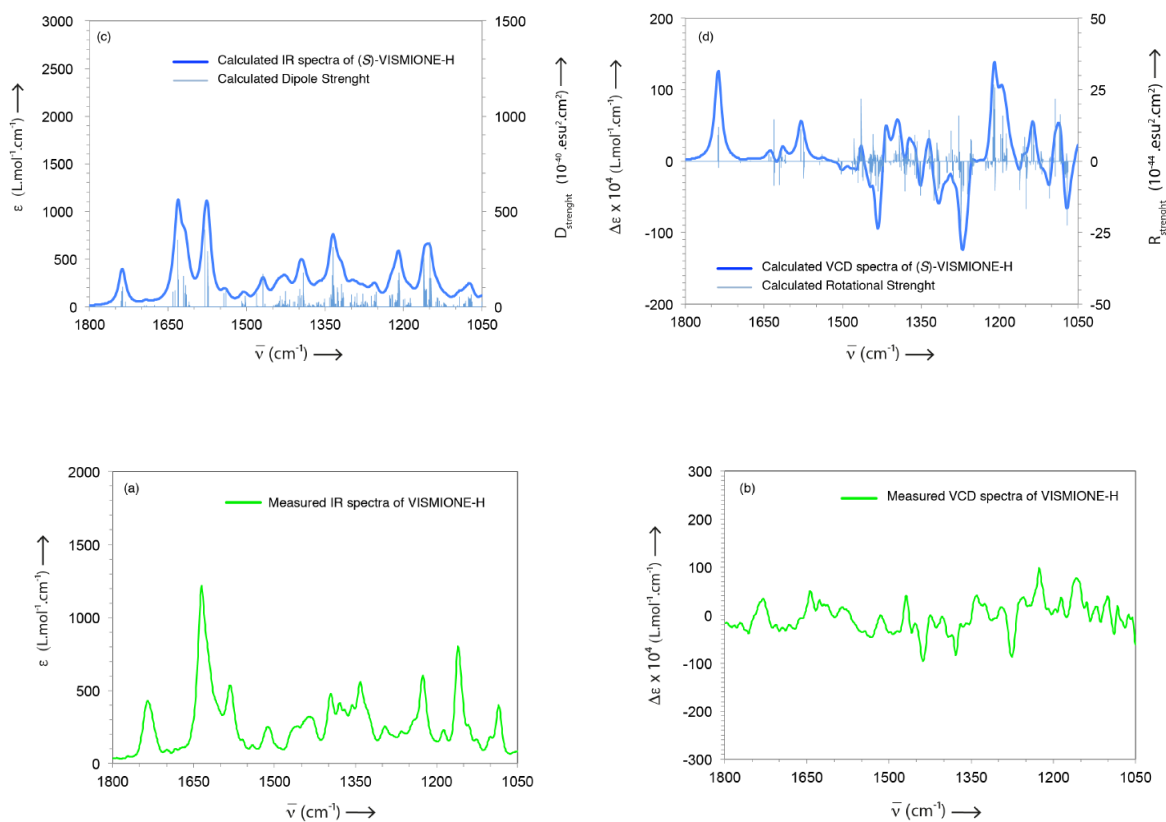 (c)
Calculated IR spectra of (S)-VISMIONE-H
Calculated Dipole Strenght
3000
2500
2000
1500
1000
500
0
1500
1000
500
0
1800
1650
1500
1350
1200
1050
ε (L.mol⁻¹.cm⁻¹)
D strenght (10⁻⁴⁰ .esu².cm²)
ν̅ (cm⁻¹)
(d)
200
100
0
-100
-200
50
25
0
-25
-50
Calculated VCD spectra of (S)-VISMIONE-H
Calculated Rotational Strenght
1800
1650
1500
1350
1200
1050
Δε x 10⁴ (L.mol⁻¹.cm⁻¹)
R strenght (10⁻⁴⁴ .esu².cm²)
ν̅ (cm⁻¹)
(a)
Measured IR spectra of VISMIONE-H
2000
1500
1000
500
0
1800
1650
1500
1350
1200
1050
ε (L.mol⁻¹.cm⁻¹)
ν̅ (cm⁻¹)
(b)
Measured VCD spectra of VISMIONE-H
300
200
100
0
-100
-200
-300
1800
1650
1500
1350
1200
1050
Δε x 10⁴ (L.mol⁻¹.cm⁻¹)
ν̅ (cm⁻¹)